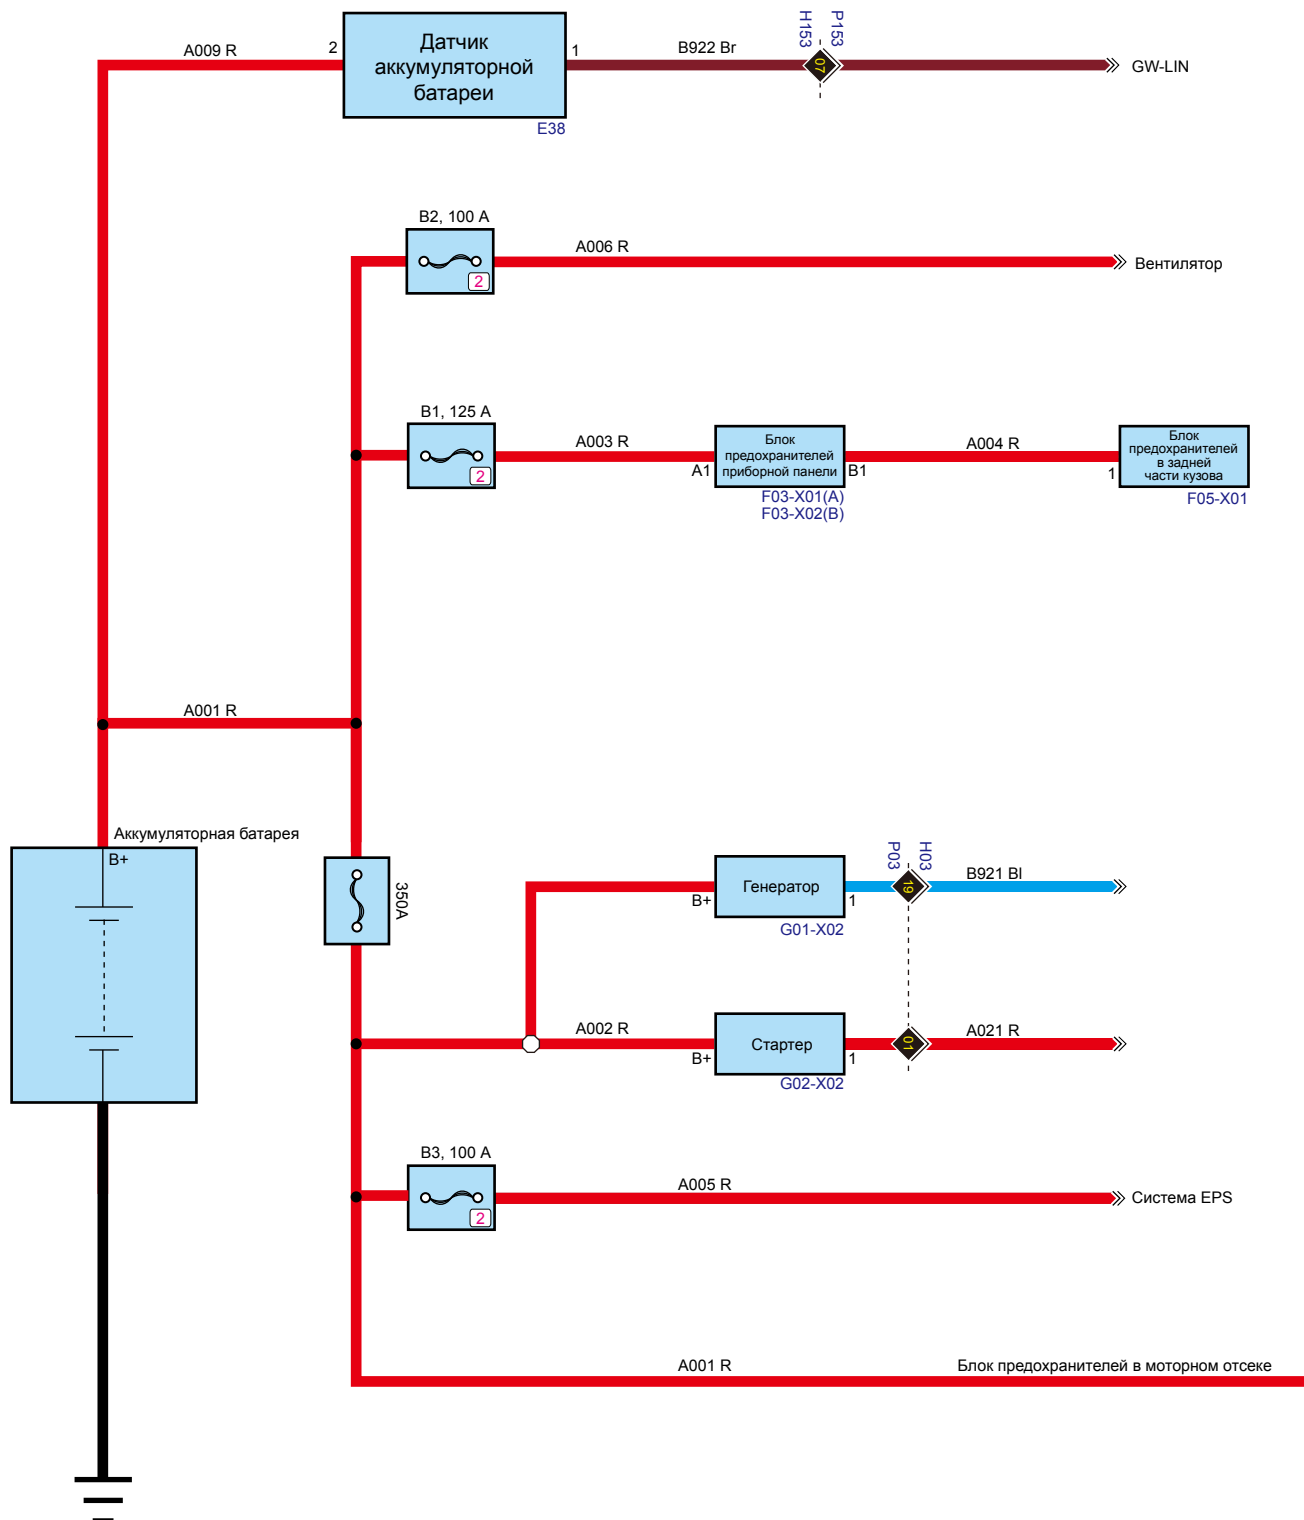 H153
P153
A009 R
2
Датчик
аккумуляторной
батареи
1
B922 Br
07
GW-LIN
E38
B2, 100 A
2
A006 R
Вентилятор
B1, 125 A
2
A003 R
A1
Блок
предохранителей
приборной панели
B1
F03-X01(A)
F03-X02(B)
A004 R
1
Блок
предохранителей
в задней
части кузова
F05-X01
A001 R
Аккумуляторная батарея
B+
350A
P03
H03
B+
Генератор
1
G01-X02
19
B921 Bl
A002 R
B+
Стартер
1
G02-X02
01
A021 R
B3, 100 A
2
A005 R
Система EPS
A001 R
Блок предохранителей в моторном отсеке